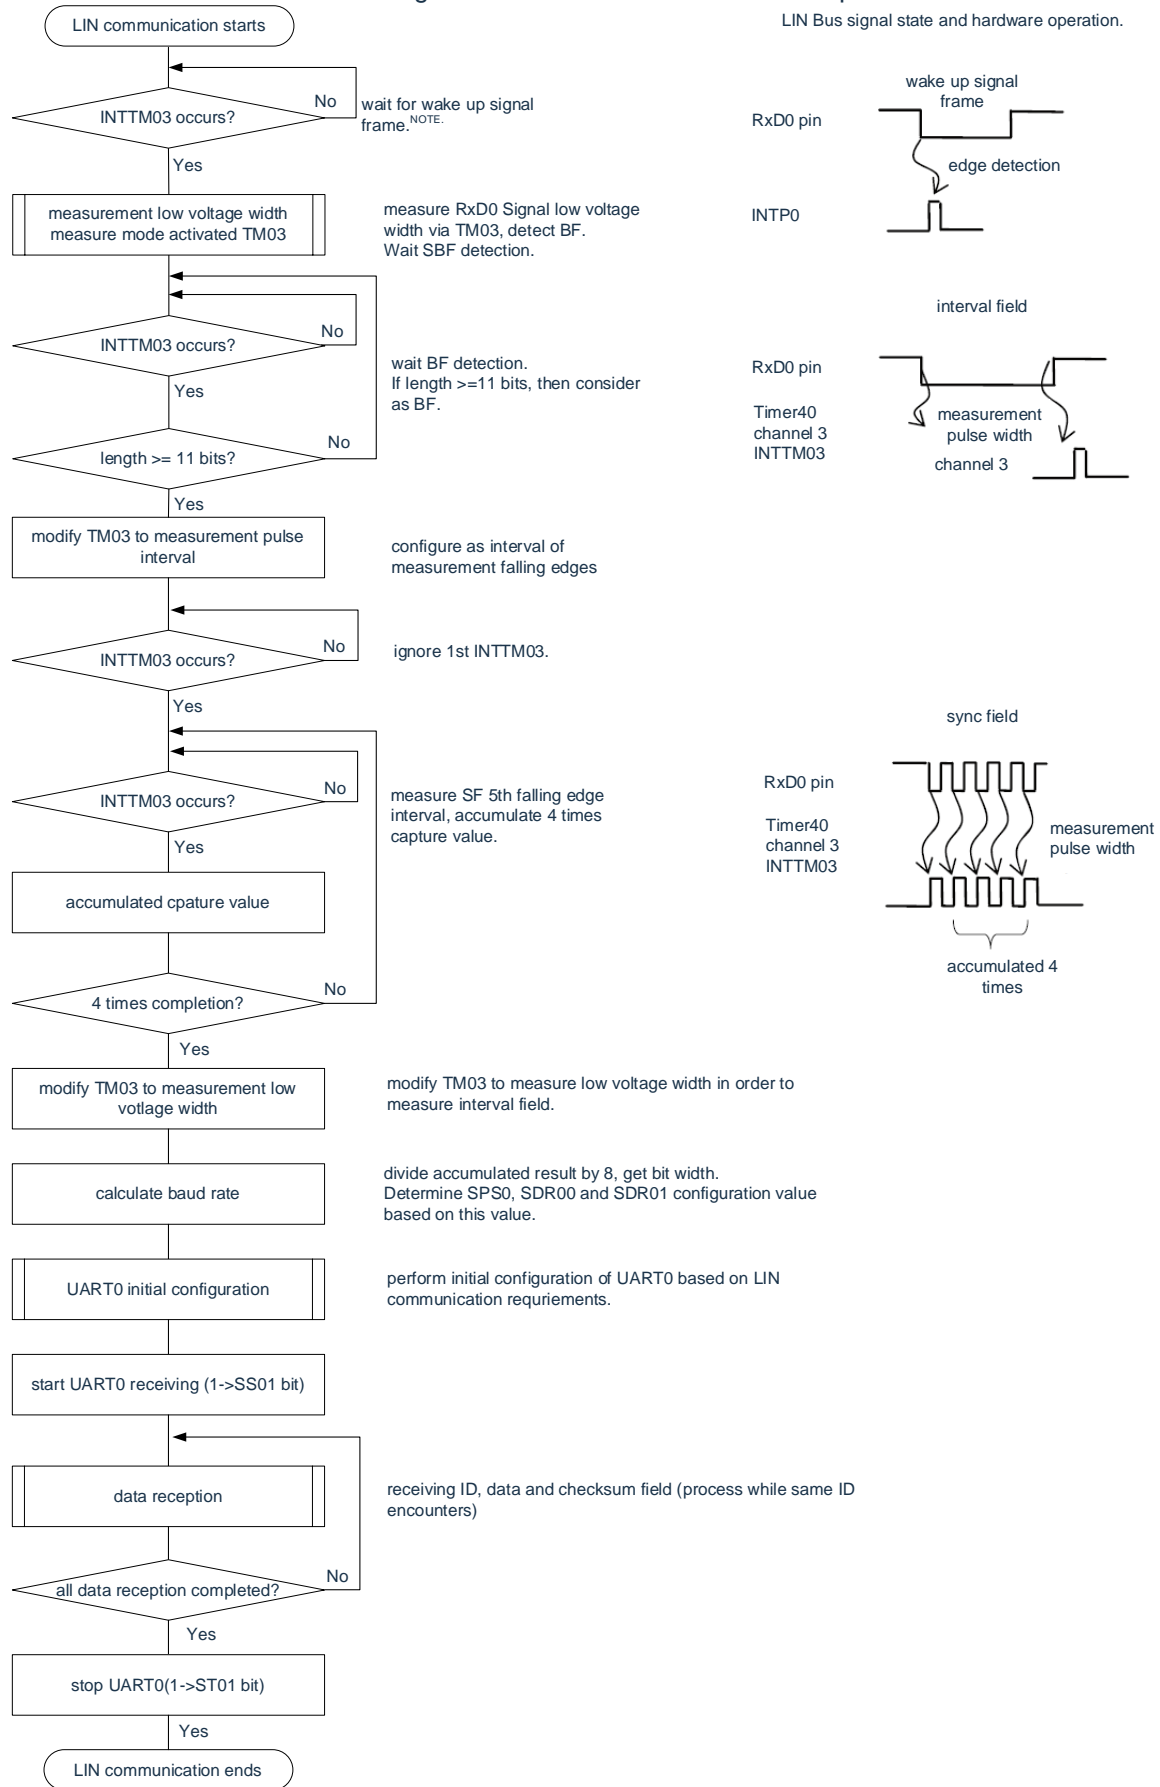 LIN communication starts
LIN Bus signal state and hardware operation.
INTTM03 occurs?
No
wait for wake up signal
frame.NOTE.
Yes
wake up signal
frame
RxD0 pin
edge detection
INTP0
measurement low voltage width
measure mode activated TM03
measure RxD0 Signal low voltage
width via TM03, detect BF.
Wait SBF detection.
INTTM03 occurs?
No
Yes
wait BF detection.
If length >=11 bits, then consider
as BF.
length >= 11 bits?
No
Yes
interval field
RxD0 pin
Timer40
channel 3
INTTM03
measurement
pulse width
channel 3
modify TM03 to measurement pulse
interval
configure as interval of
measurement falling edges
INTTM03 occurs?
No
ignore 1st INTTM03.
Yes
INTTM03 occurs?
No
Yes
measure SF 5th falling edge
interval, accumulate 4 times
capture value.
sync field
RxD0 pin
Timer40
channel 3
INTTM03
measurement
pulse width
accumulated 4
times
accumulated cpature value
4 times completion?
No
Yes
modify TM03 to measurement low
votlage width
modify TM03 to measure low voltage width in order to
measure interval field.
calculate baud rate
divide accumulated result by 8, get bit width.
Determine SPS0, SDR00 and SDR01 configuration value
based on this value.
UART0 initial configuration
perform initial configuration of UART0 based on LIN
communication requriements.
start UART0 receiving (1->SS01 bit)
data reception
receiving ID, data and checksum field (process while same ID
encounters)
all data reception completed?
No
Yes
stop UART0(1->ST01 bit)
Yes
LIN communication ends